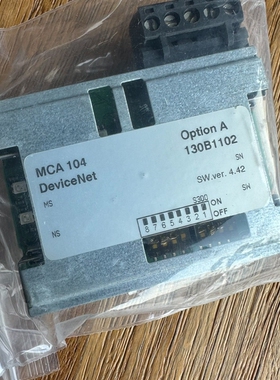 MCA 104
DeviceNet
Option A
130B1102
MS
SN
SW.ver. 4.42
SW
NS
S300
ON
OFF
8 7 6 5 4 3 2 1